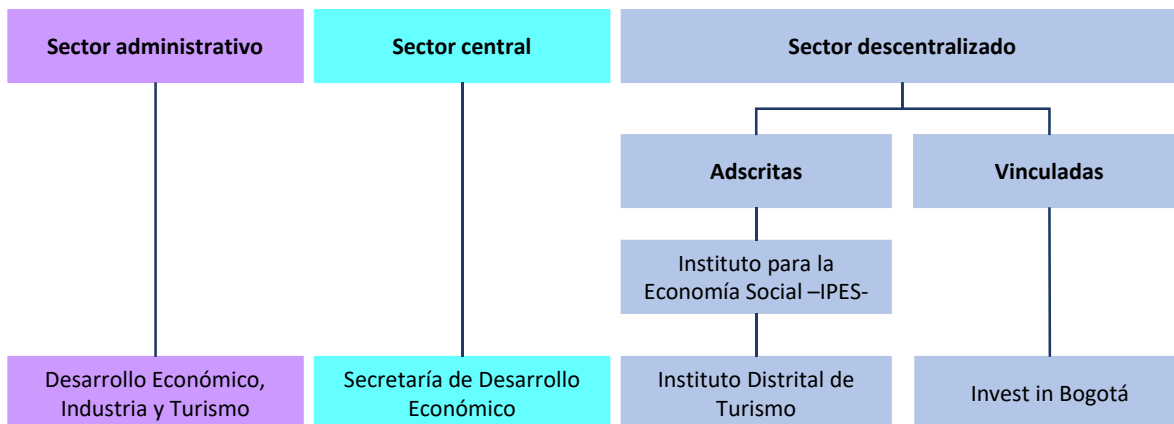 Sector administrativo
Sector central
Sector descentralizado
Adscritas
Vinculadas
Instituto para la
Economía Social –IPES-
Desarrollo Económico,
Industria y Turismo
Secretaría de Desarrollo
Económico
Instituto Distrital de
Turismo
Invest in Bogotá